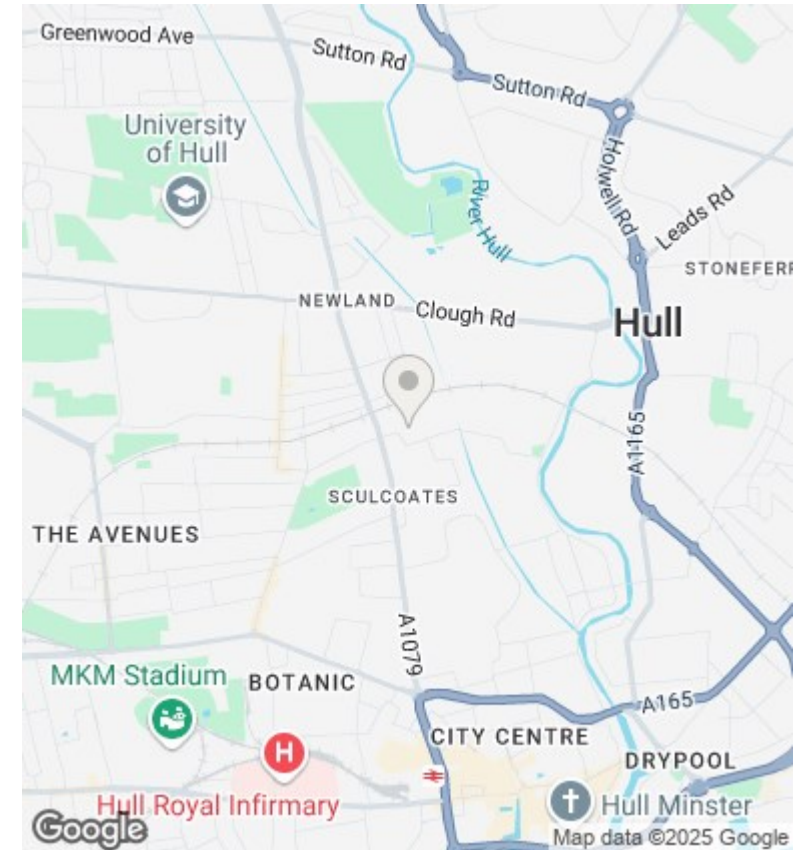 Greenwood Ave
Sutton Rd
Sutton Rd
University
of Hull
Holwell Rd
River Hull
Leads Rd
STONEFERR
NEWLAND
Clough Rd
Hull
A1165
SCULCOATES
THE AVENUES
A1079
MKM Stadium
BOTANIC
A165
CITY CENTRE
DRYPOOL
H
Hull Royal Infirmary
Hull Minster
Google
Map data ©2025 Google